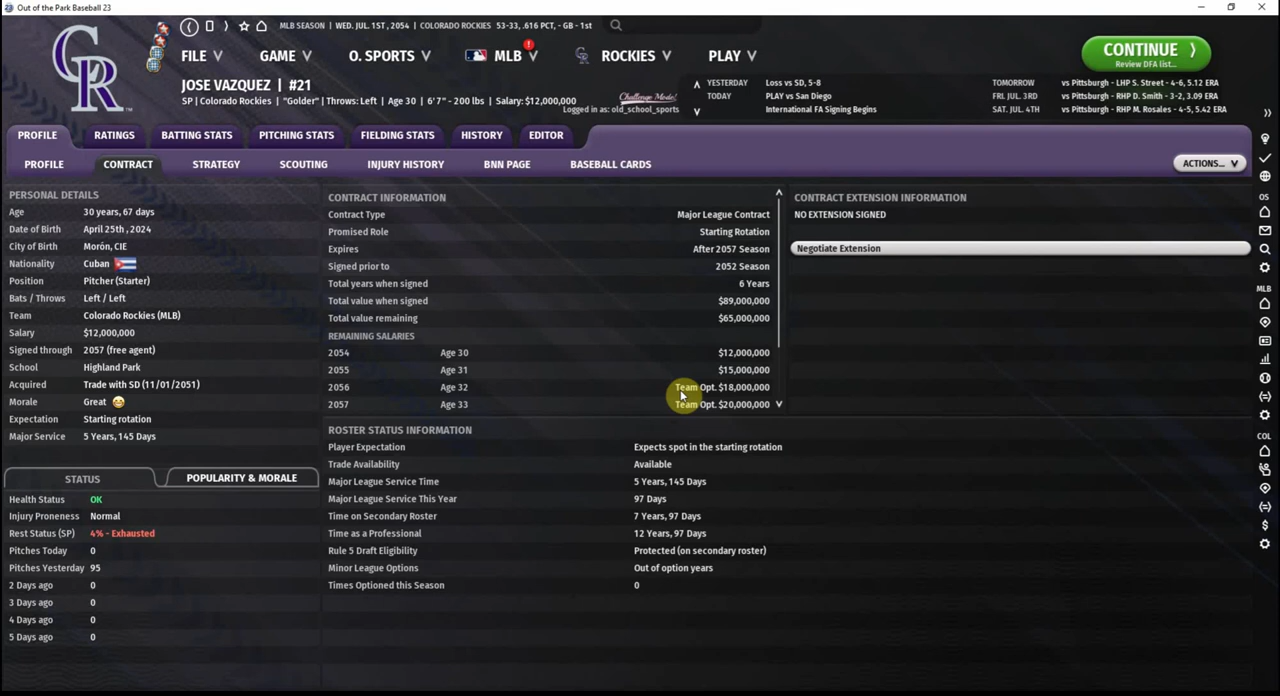 Out of the Park Baseball 23
MLB SEASON | WED. JUL. 1ST, 2054 | COLORADO ROCKIES 53-33, .616 PCT, - GB - 1st
FILE GAME O. SPORTS MLB ROCKIES PLAY
CONTINUE
Review DFA list...
CR
JOSE VAZQUEZ | #21
SP | Colorado Rockies | "Golder" | Throws: Left | Age 30 | 6'7" - 200 lbs | Salary: $12,000,000
Challenge Mode!
Logged in as: old_school_sports
YESTERDAY Loss vs SD, 5-8
TODAY PLAY vs San Diego
International FA Signing Begins
TOMORROW vs Pittsburgh - LHP S. Street - 4-6, 5.12 ERA
FRI. JUL. 3RD vs Pittsburgh - RHP D. Smith - 3-2, 3.09 ERA
SAT. JUL. 4TH vs Pittsburgh - RHP M. Rosales - 4-5, 5.42 ERA
PROFILE RATINGS BATTING STATS PITCHING STATS FIELDING STATS HISTORY EDITOR
PROFILE CONTRACT STRATEGY SCOUTING INJURY HISTORY BNN PAGE BASEBALL CARDS
ACTIONS...
PERSONAL DETAILS
Age 30 years, 67 days
Date of Birth April 25th, 2024
City of Birth Morón, CIE
Nationality Cuban
Position Pitcher (Starter)
Bats / Throws Left / Left
Team Colorado Rockies (MLB)
Salary $12,000,000
Signed through 2057 (free agent)
School Highland Park
Acquired Trade with SD (11/01/2051)
Morale Great
Expectation Starting rotation
Major Service 5 Years, 145 Days
STATUS POPULARITY & MORALE
Health Status OK
Injury Proneness Normal
Rest Status (SP) 4% - Exhausted
Pitches Today 0
Pitches Yesterday 95
2 Days ago 0
3 Days ago 0
4 Days ago 0
5 Days ago 0
CONTRACT INFORMATION
Contract Type Major League Contract
Promised Role Starting Rotation
Expires After 2057 Season
Signed prior to 2052 Season
Total years when signed 6 Years
Total value when signed $89,000,000
Total value remaining $65,000,000
REMAINING SALARIES
2054 Age 30 $12,000,000
2055 Age 31 $15,000,000
2056 Age 32 Team Opt. $18,000,000
2057 Age 33 Team Opt. $20,000,000
ROSTER STATUS INFORMATION
Player Expectation Expects spot in the starting rotation
Trade Availability Available
Major League Service Time 5 Years, 145 Days
Major League Service This Year 97 Days
Time on Secondary Roster 7 Years, 97 Days
Time as a Professional 12 Years, 97 Days
Rule 5 Draft Eligibility Protected (on secondary roster)
Minor League Options Out of option years
Times Optioned this Season 0
CONTRACT EXTENSION INFORMATION
NO EXTENSION SIGNED
Negotiate Extension
OS
MLB
COL